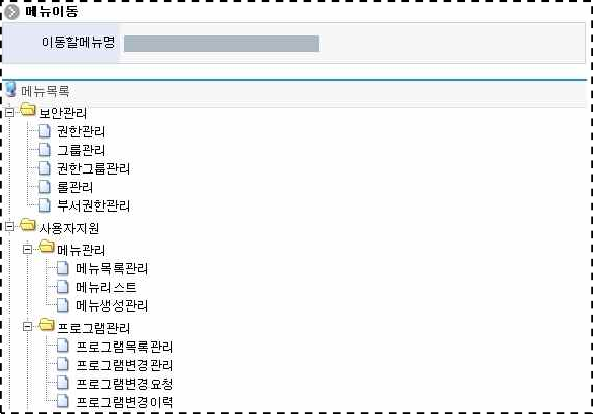 메뉴이동
이동할메뉴명
메뉴목록
보안관리
권한관리
그룹관리
권한그룹관리
롤관리
부서권한관리
사용자지원
메뉴관리
메뉴목록관리
메뉴리스트
메뉴생성관리
프로그램관리
프로그램목록관리
프로그램변경관리
프로그램변경요청
프로그램변경이력